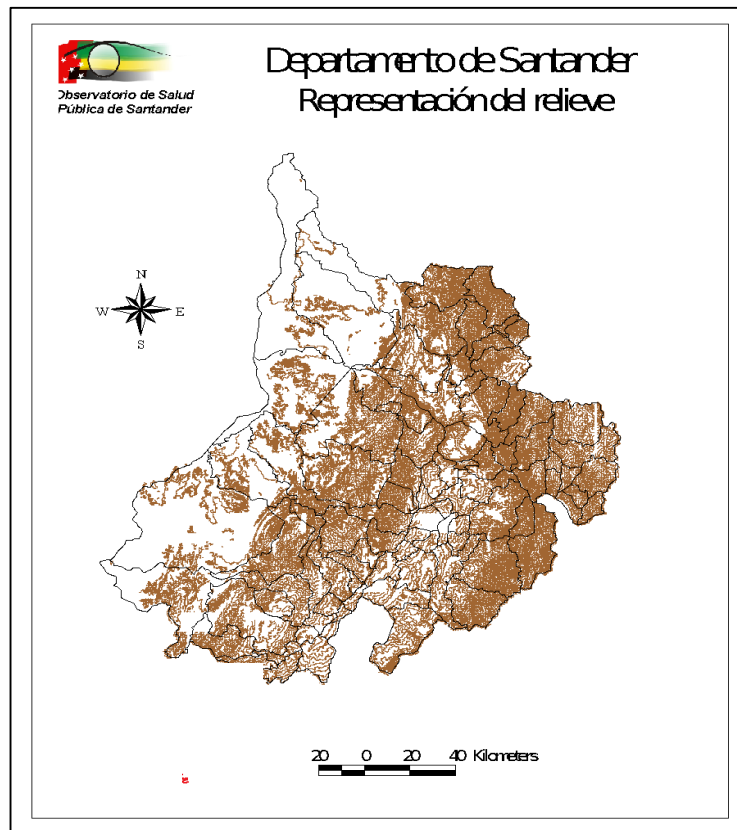 Departamento de Santander
Representación del relieve
Observatorio de Salud
Pública de Santander
N
W E
S
20 0 20 40 Kilometers